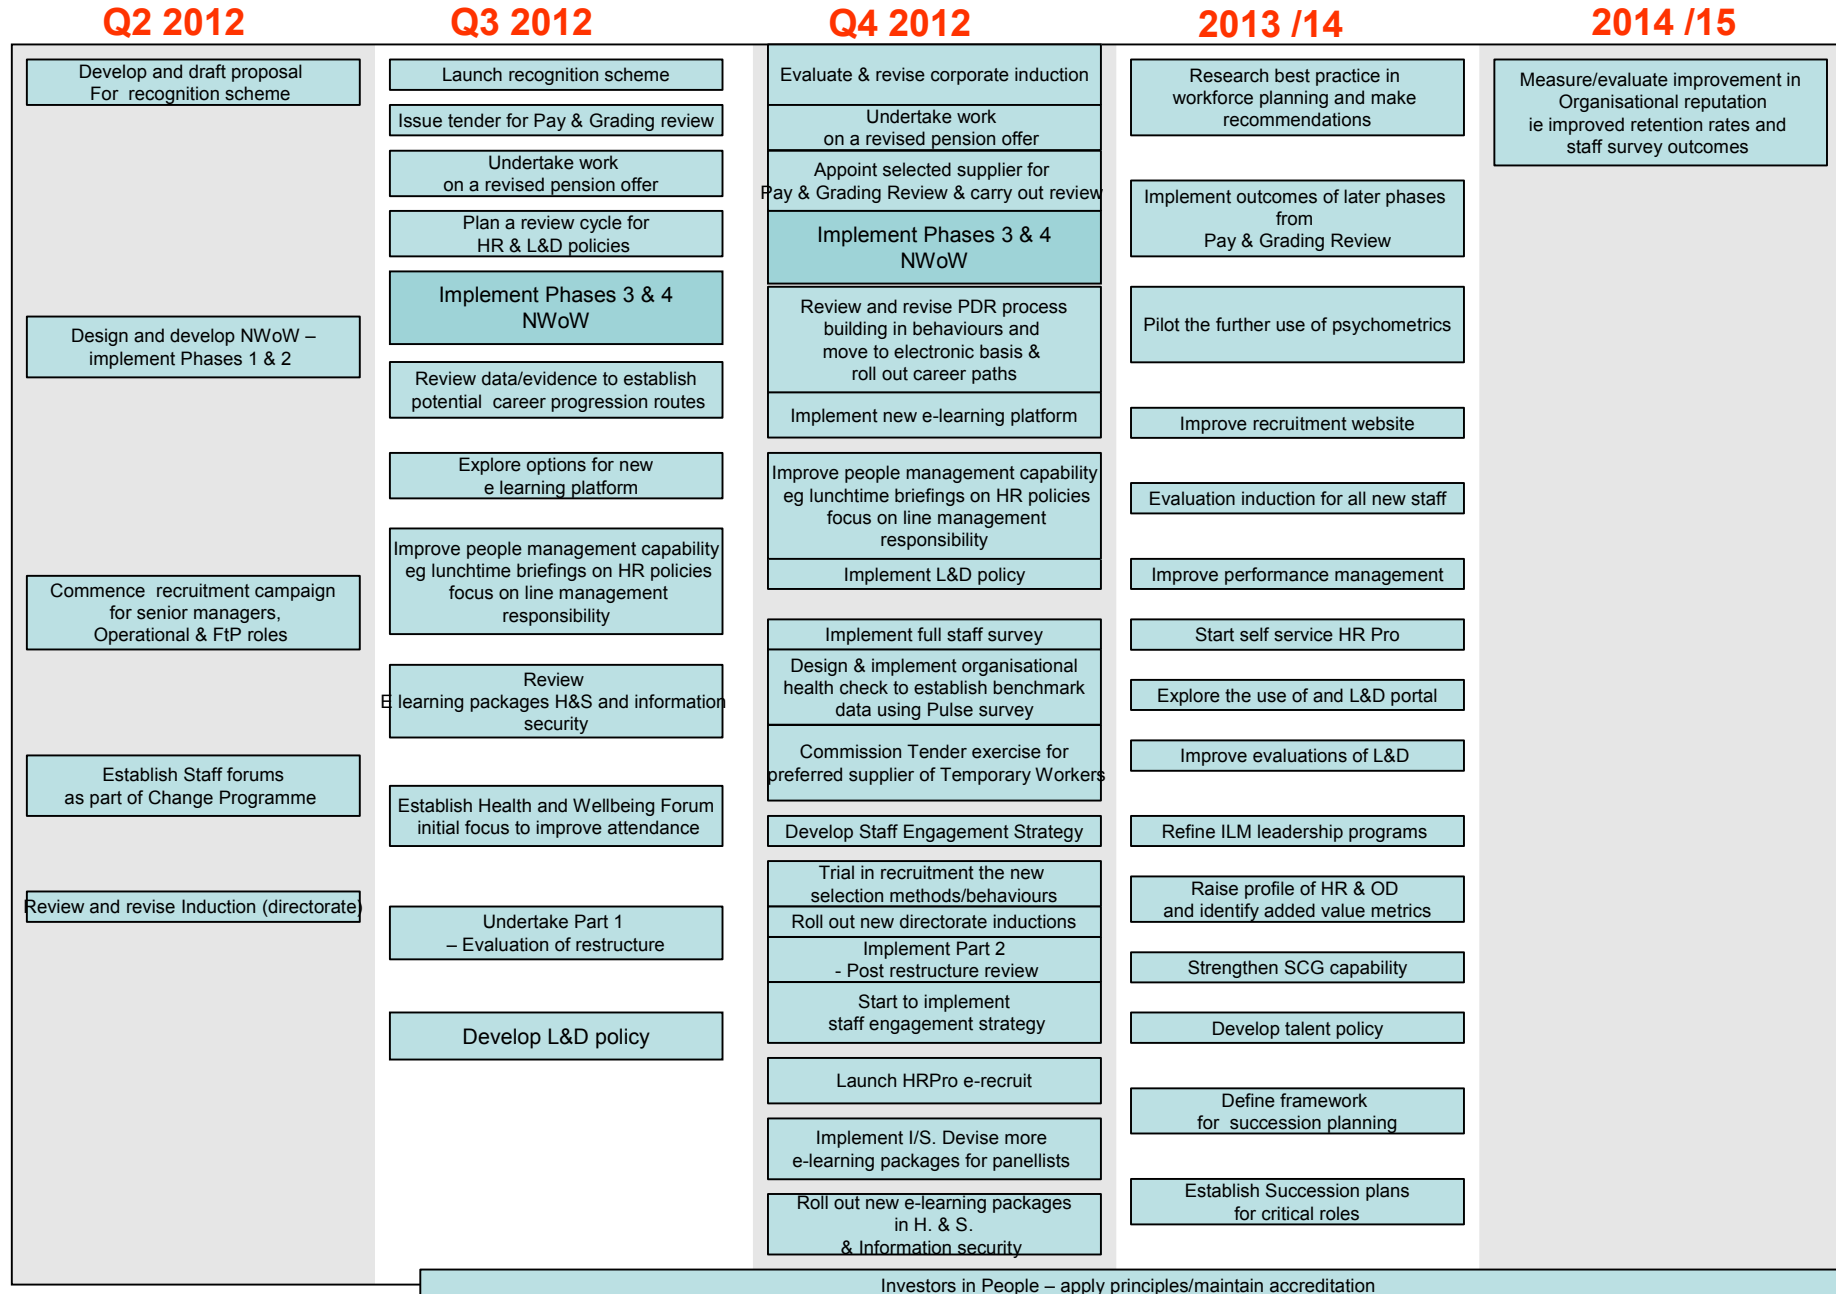 Q2 2012
Q3 2012
Q4 2012
2013 /14
2014 /15
Develop and draft proposal
For recognition scheme
Design and develop NWoW –
implement Phases 1 & 2
Commence recruitment campaign
for senior managers,
Operational & FtP roles
Establish Staff forums
as part of Change Programme
Review and revise Induction (directorate)
Launch recognition scheme
Issue tender for Pay & Grading review
Undertake work
on a revised pension offer
Plan a review cycle for
HR & L&D policies
Implement Phases 3 & 4
NWoW
Review data/evidence to establish
potential career progression routes
Explore options for new
e learning platform
Improve people management capability
eg lunchtime briefings on HR policies
focus on line management
responsibility
Review
E learning packages H&S and information
security
Establish Health and Wellbeing Forum
initial focus to improve attendance
Undertake Part 1
– Evaluation of restructure
Develop L&D policy
Evaluate & revise corporate induction
Undertake work
on a revised pension offer
Appoint selected supplier for
Pay & Grading Review & carry out review
Implement Phases 3 & 4
NWoW
Review and revise PDR process
building in behaviours and
move to electronic basis &
roll out career paths
Implement new e-learning platform
Improve people management capability
eg lunchtime briefings on HR policies
focus on line management
responsibility
Implement L&D policy
Implement full staff survey
Design & implement organisational
health check to establish benchmark
data using Pulse survey
Commission Tender exercise for
preferred supplier of Temporary Workers
Develop Staff Engagement Strategy
Trial in recruitment the new
selection methods/behaviours
Roll out new directorate inductions
Implement Part 2
- Post restructure review
Start to implement
staff engagement strategy
Launch HRPro e-recruit
Implement I/S. Devise more
e-learning packages for panellists
Roll out new e-learning packages
in H. & S.
& Information security
Research best practice in
workforce planning and make
recommendations
Implement outcomes of later phases
from
Pay & Grading Review
Pilot the further use of psychometrics
Improve recruitment website
Evaluation induction for all new staff
Improve performance management
Start self service HR Pro
Explore the use of and L&D portal
Improve evaluations of L&D
Refine ILM leadership programs
Raise profile of HR & OD
and identify added value metrics
Strengthen SCG capability
Develop talent policy
Define framework
for succession planning
Establish Succession plans
for critical roles
Measure/evaluate improvement in
Organisational reputation
ie improved retention rates and
staff survey outcomes
Investors in People – apply principles/maintain accreditation